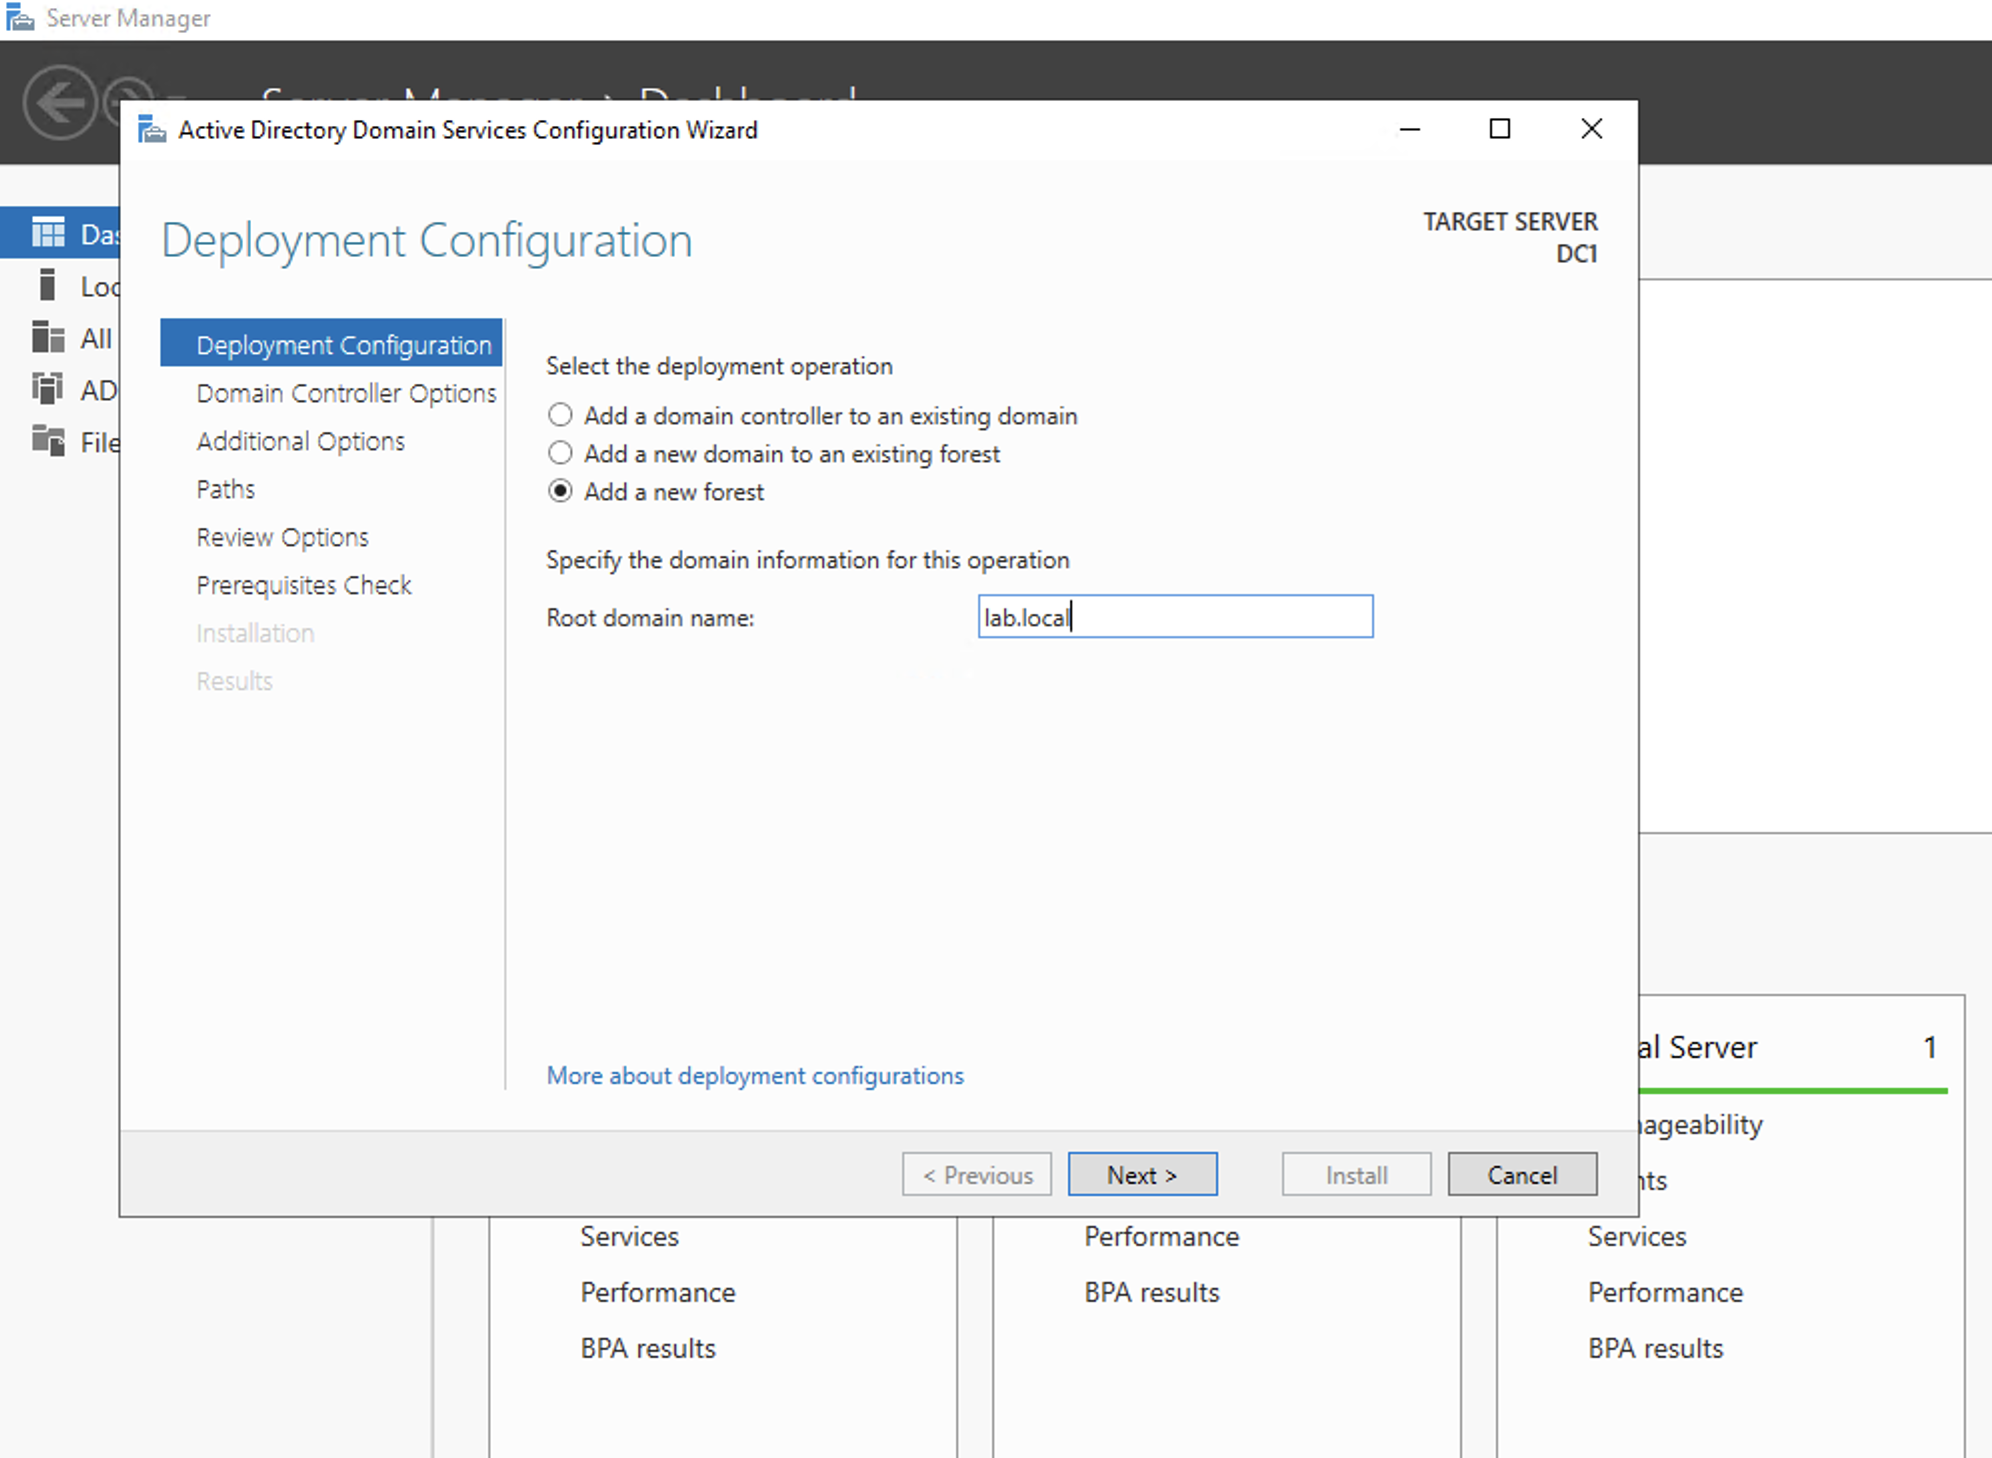 Server Manager
Server Manager › Dashboard
Active Directory Domain Services Configuration Wizard
Deployment Configuration
TARGET SERVER
DC1
Das
Loc
All
AD
File
Deployment Configuration
Domain Controller Options
Additional Options
Paths
Review Options
Prerequisites Check
Installation
Results
Select the deployment operation
Add a domain controller to an existing domain
Add a new domain to an existing forest
Add a new forest
Specify the domain information for this operation
Root domain name:
lab.local
More about deployment configurations
< Previous
Next >
Install
Cancel
al Server 1
nageability
nts
Services
Performance
BPA results
Performance
BPA results
Services
Performance
BPA results